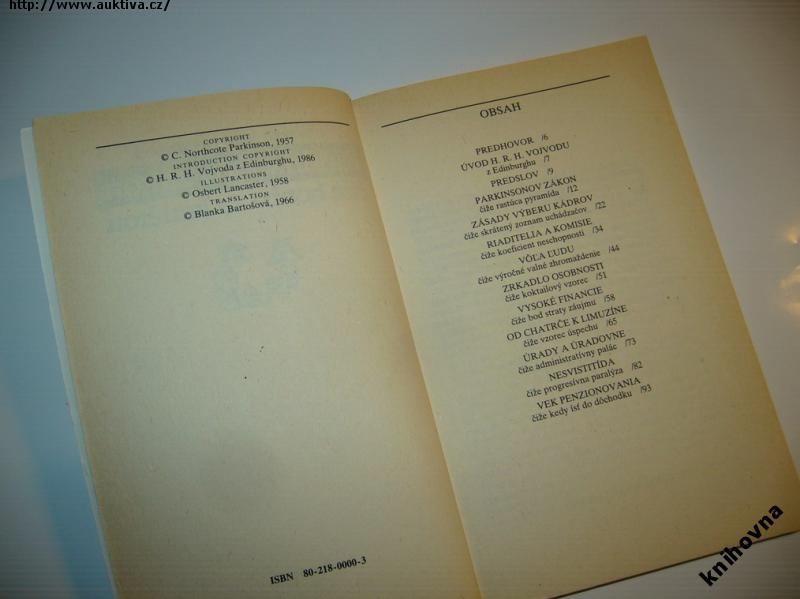 http://www.auktiva.cz/
COPYRIGHT
© C. Northcote Parkinson, 1957
INTRODUCTION COPYRIGHT
© H. R. H. Vojvoda z Edinburghu, 1986
ILLUSTRATIONS
© Osbert Lancaster, 1958
TRANSLATION
© Blanka Bartošová, 1966
ISBN 80-218-0000-3
OBSAH
PREDHOVOR /6
ÚVOD H. R. H. VOJVODU
z Edinburghu /7
PREDSLOV /9
PARKINSONOV ZÁKON
čiže rastúca pyramída /12
ZÁSADY VÝBERU KÁDROV
čiže skrátený zoznam uchádzačov /22
RIADITELIA A KOMISIE
čiže koeficient neschopnosti /34
VÔĽA ĽUDU
čiže výročné valné zhromaždenie /44
ZRKADLO OSOBNOSTI
čiže koktailový vzorec /51
VYSOKÉ FINANCIE
čiže bod straty záujmu /58
OD CHATRČE K LIMUZÍNE
čiže vzorec úspechu /65
ÚRADY A ÚRADOVNE
čiže administratívny palác /73
NESVISTITÍDA
čiže progresívna paralýza /82
VEK PENZIONOVANIA
čiže kedy ísť do dôchodku /93
knihovna